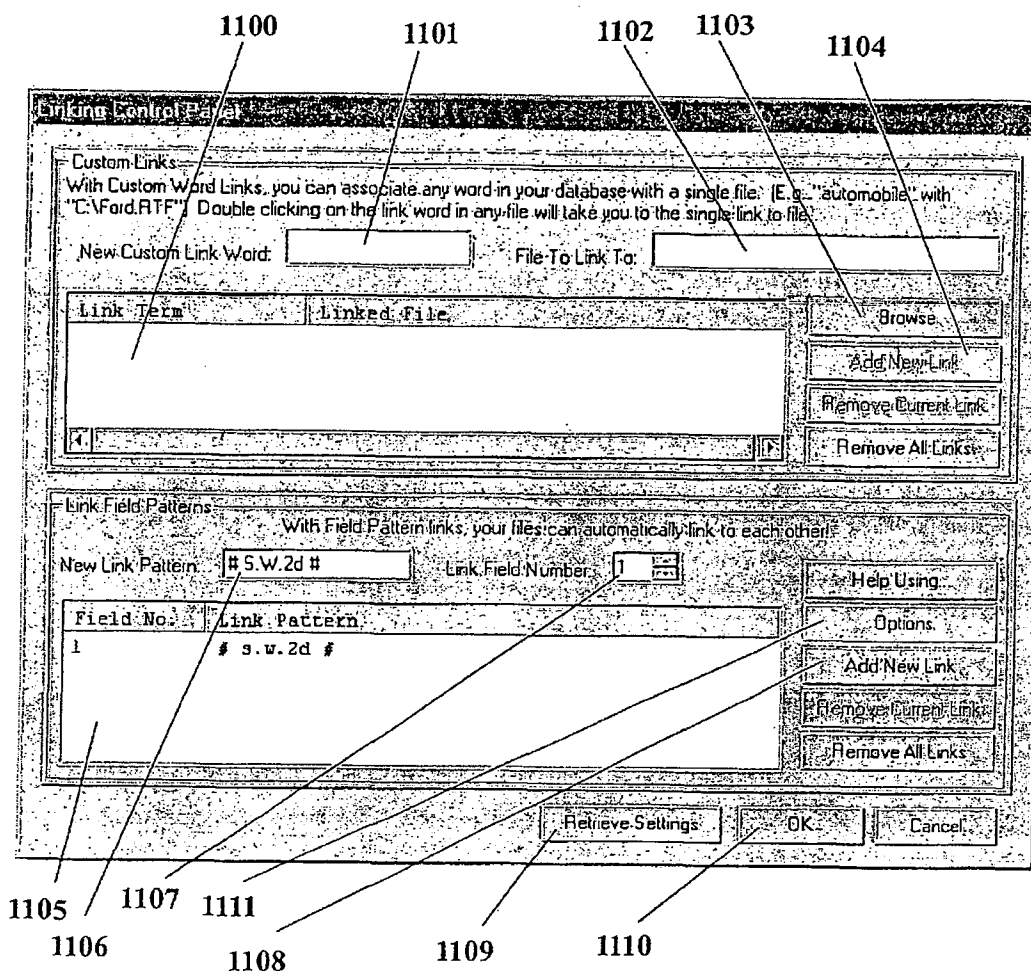 1100 1101 1102 1103 1104
Linking Control Panel
Custom Links
With Custom Word Links, you can associate any word in your database with a single file. (E.g., "automobile" with
"C:\Ford.RTF") Double clicking on the link word in any file will take you to the single link to file.
New Custom Link Word: File To Link To:
Link Term Linked File
Browse
Add New Link
Remove Current Link
Remove All Links
Link Field Patterns
With Field Pattern links, your files can automatically link to each other!
New Link Pattern # S.W.2d # Link Field Number 1
Help Using...
Field No. Link Pattern
Options
1 # s.w.2d #
Add New Link
Remove Current Link
Remove All Links
Retrieve Settings OK Cancel
1105 1107 1111
1106 1108 1109 1110